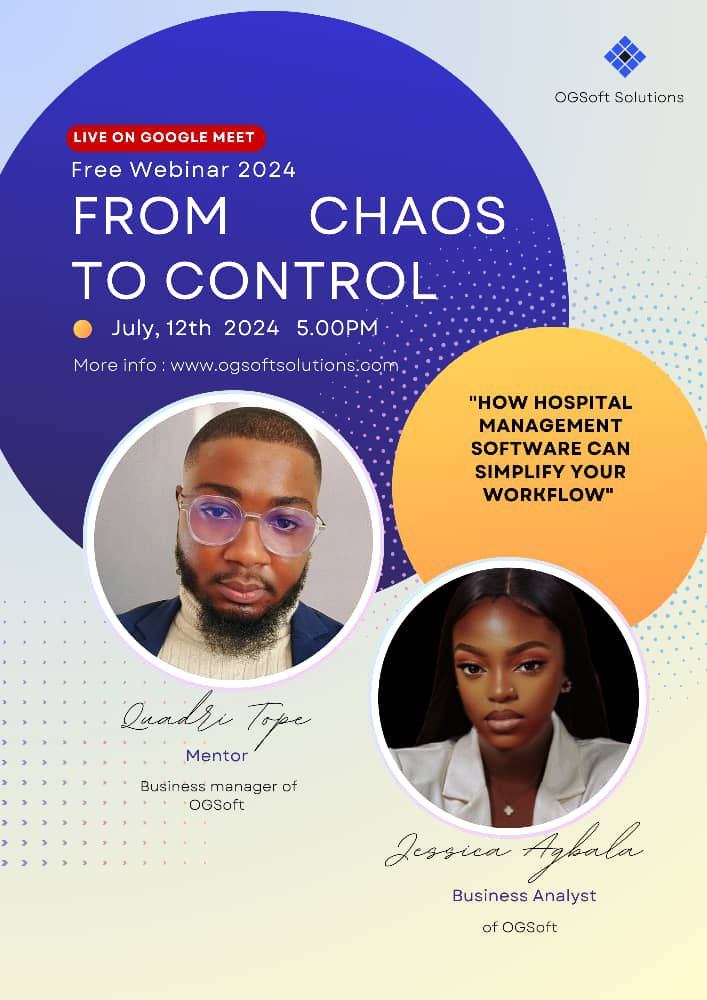 OGSoft Solutions
LIVE ON GOOGLE MEET
Free Webinar 2024
FROM CHAOS
TO CONTROL
July, 12th 2024 5.00PM
More info : www.ogsoftsolutions.com
"HOW HOSPITAL
MANAGEMENT
SOFTWARE CAN
SIMPLIFY YOUR
WORKFLOW"
Quadri Tope
Mentor
Business manager of
OGSoft
Jessica Agbala
Business Analyst
of OGSoft